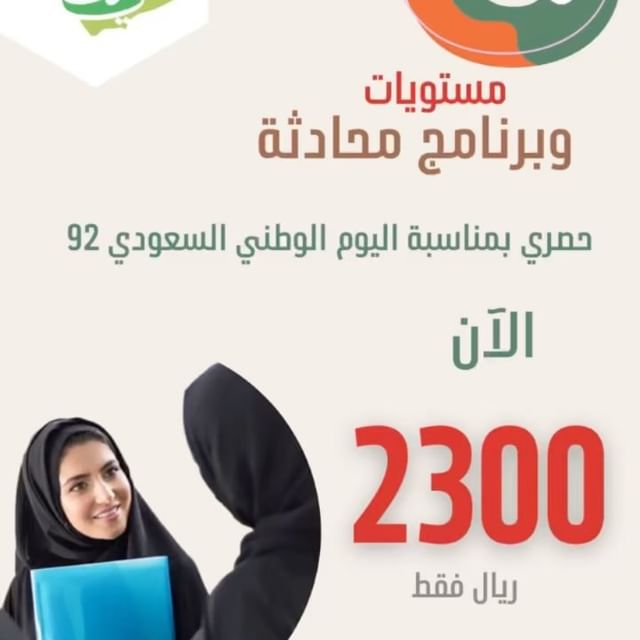 مستويات
وبرنامج محادثة
حصري بمناسبة اليوم الوطني السعودي 92
الآن
2300
ريال فقط